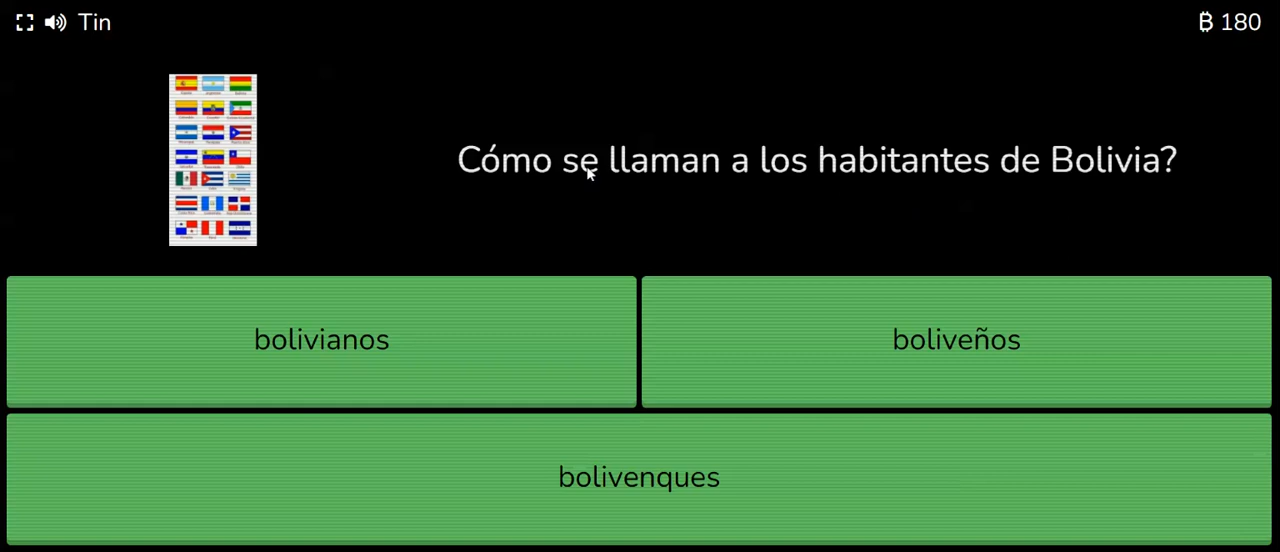 Tin
₿ 180
Cómo se llaman a los habitantes de Bolivia?
bolivianos
boliveños
bolivenques